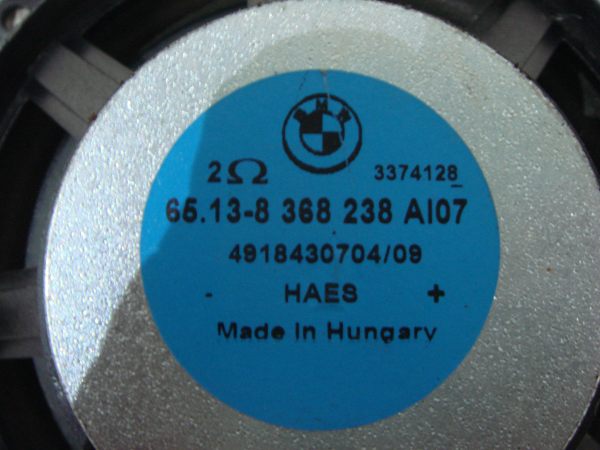 BMW
2Ω 3374128
65.13-8 368 238 AI07
4918430704/09
- HAES +
Made In Hungary